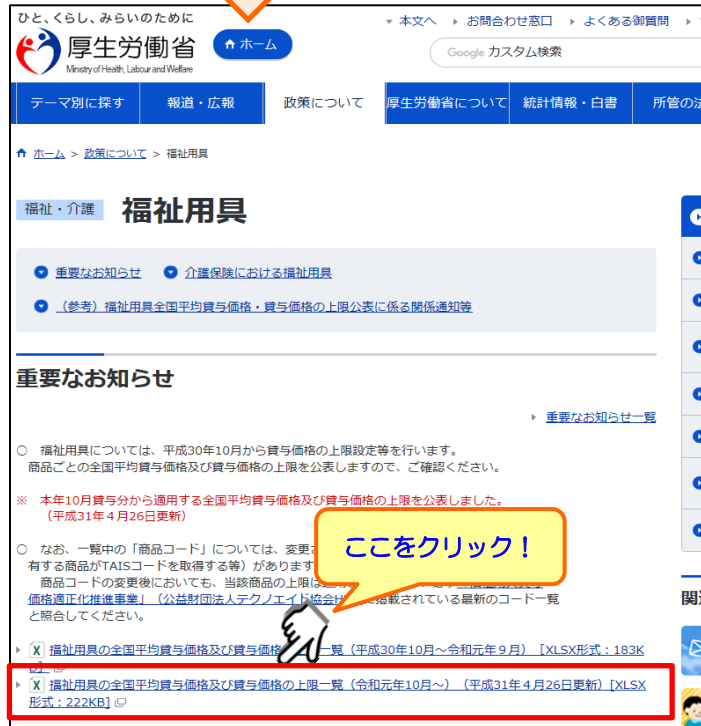 ひと、くらし、みらいのために
厚生労働省
Ministry of Health, Labour and Welfare
ホーム
本文へ お問合わせ窓口 よくある御質問
Google カスタム検索
テーマ別に探す 報道・広報 政策について 厚生労働省について 統計情報・白書 所管の法
ホーム > 政策について > 福祉用具
福祉・介護 福祉用具
重要なお知らせ 介護保険における福祉用具
（参考）福祉用具全国平均貸与価格・貸与価格の上限公表に係る関係通知等
重要なお知らせ
重要なお知らせ一覧
○ 福祉用具については、平成30年10月から貸与価格の上限設定等を行います。
商品ごとの全国平均貸与価格及び貸与価格の上限を公表しますので、ご確認ください。
※ 本年10月貸与分から適用する全国平均貸与価格及び貸与価格の上限を公表しました。
（平成31年４月26日更新）
ここをクリック！
○ なお、一覧中の「商品コード」については、変更
有する商品がTAISコードを取得する等）があります
商品コードの変更後においても、当該商品の上限は
価格適正化推進事業」（公益財団法人テクノエイド協会H
掲載されている最新のコード一覧
と照合してください。
福祉用具の全国平均貸与価格及び貸与価格 一覧（平成30年10月～令和元年９月）［XLSX形式：183K
福祉用具の全国平均貸与価格及び貸与価格の上限一覧（令和元年10月～）（平成31年４月26日更新）[XLSX
形式：222KB]